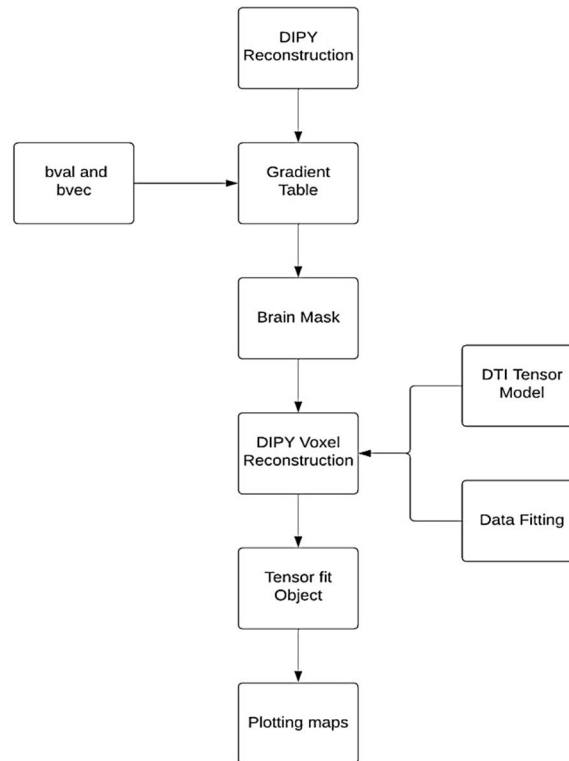 DIPY
Reconstruction
bval and
bvec
Gradient
Table
Brain Mask
DTI Tensor
Model
DIPY Voxel
Reconstruction
Data Fitting
Tensor fit
Object
Plotting maps